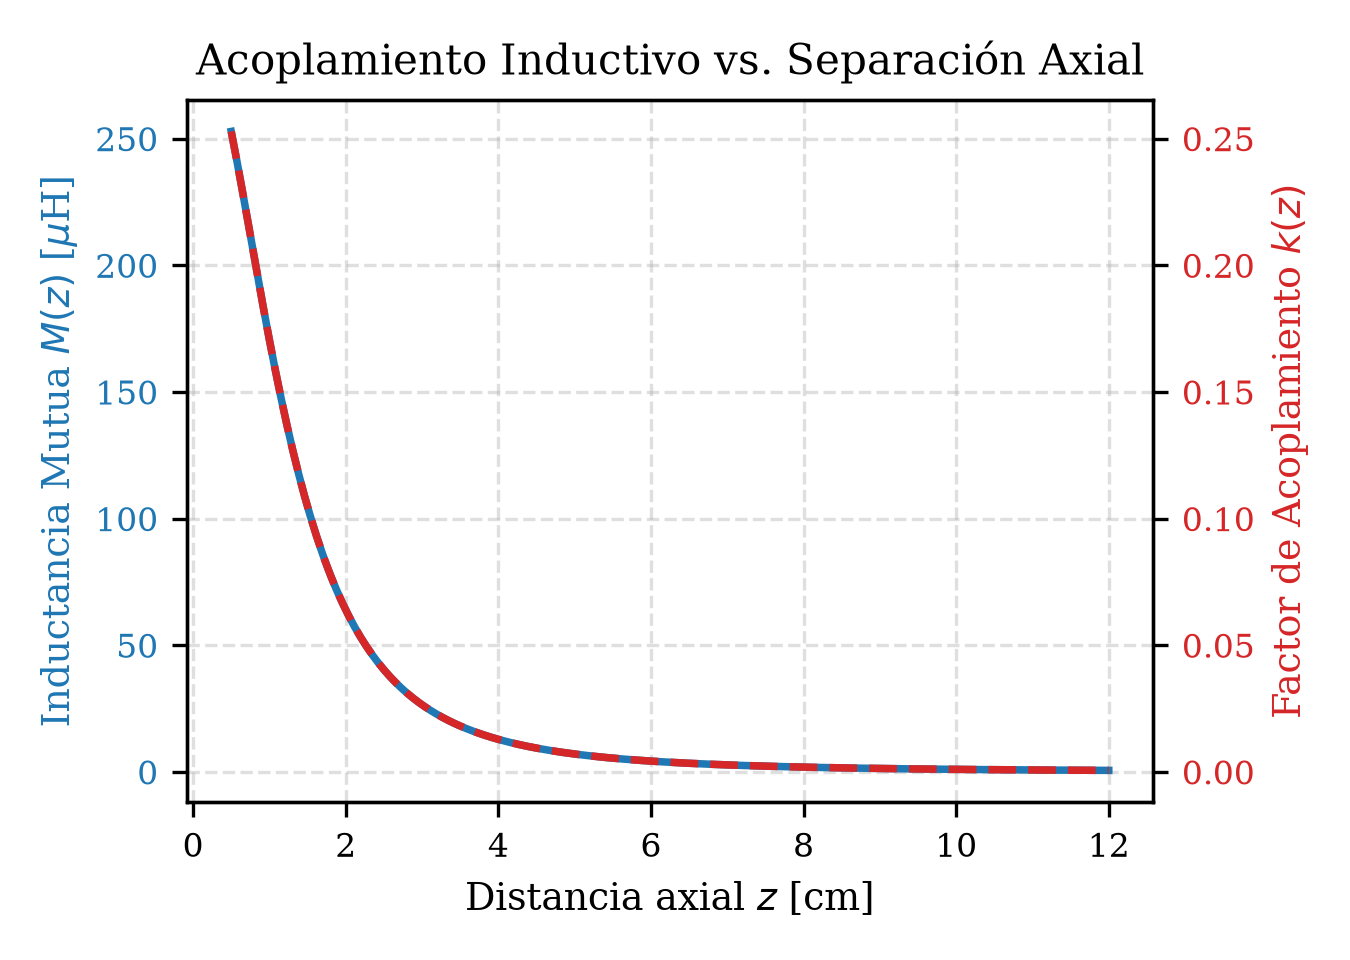 Acoplamiento Inductivo vs. Separación Axial
Inductancia Mutua M(z) [μH]
250
200
150
100
50
0
0.25
0.20
0.15
0.10
0.05
0.00
Factor de Acoplamiento k(z)
0 2 4 6 8 10 12
Distancia axial z [cm]